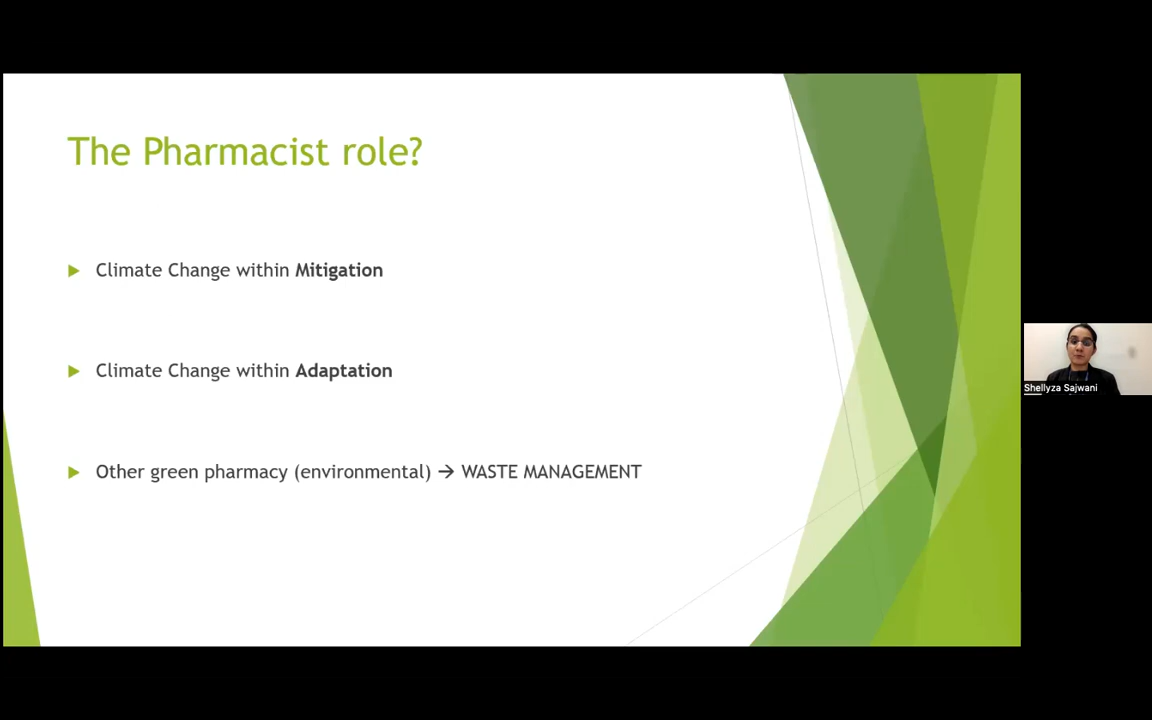 The Pharmacist role?
Climate Change within Mitigation
Climate Change within Adaptation
Other green pharmacy (environmental) → WASTE MANAGEMENT
Shellyza Sajwani